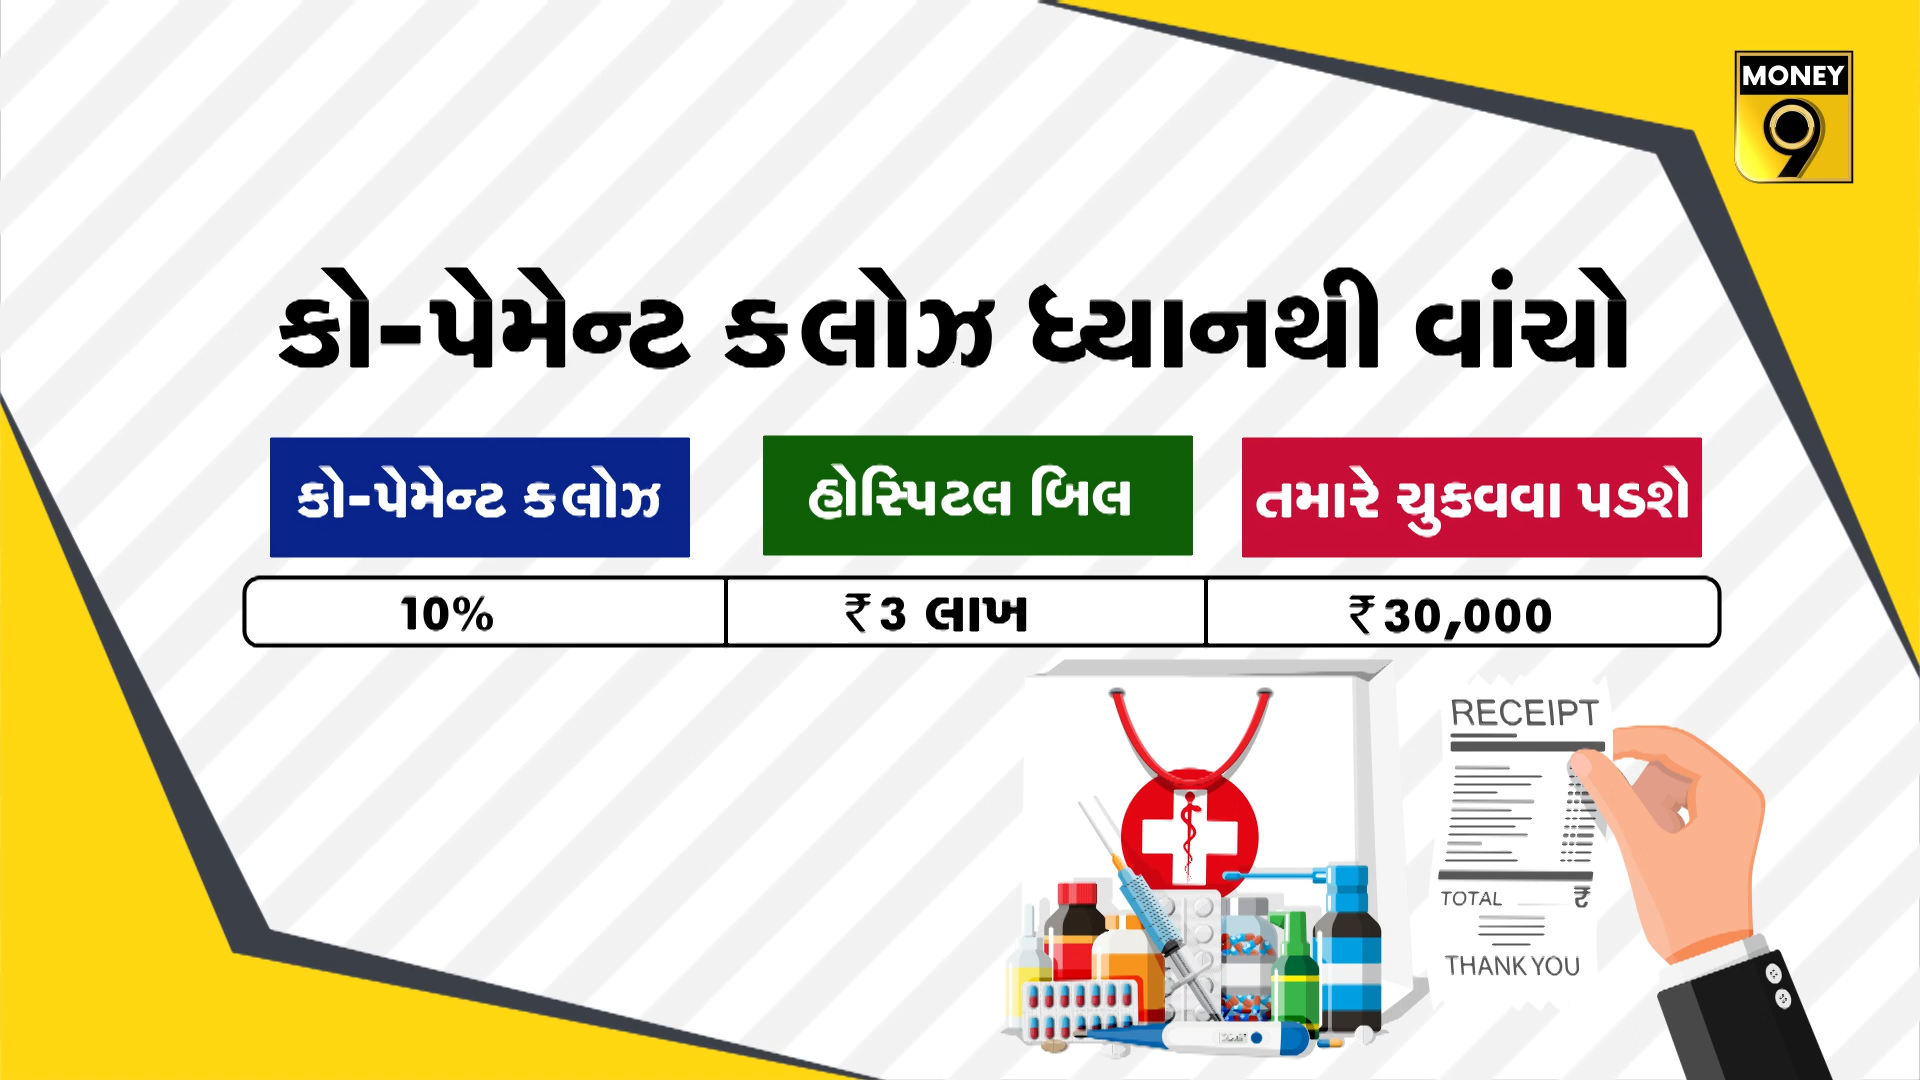 MONEY
9
કો-પેમેન્ટ કલોઝ ધ્યાનથી વાંચો
કો-પેમેન્ટ કલોઝ
હોસ્પિટલ બિલ
તમારે ચુકવવા પડશે
10%
₹3 લાખ
₹30,000
RECEIPT
TOTAL ₹
THANK YOU